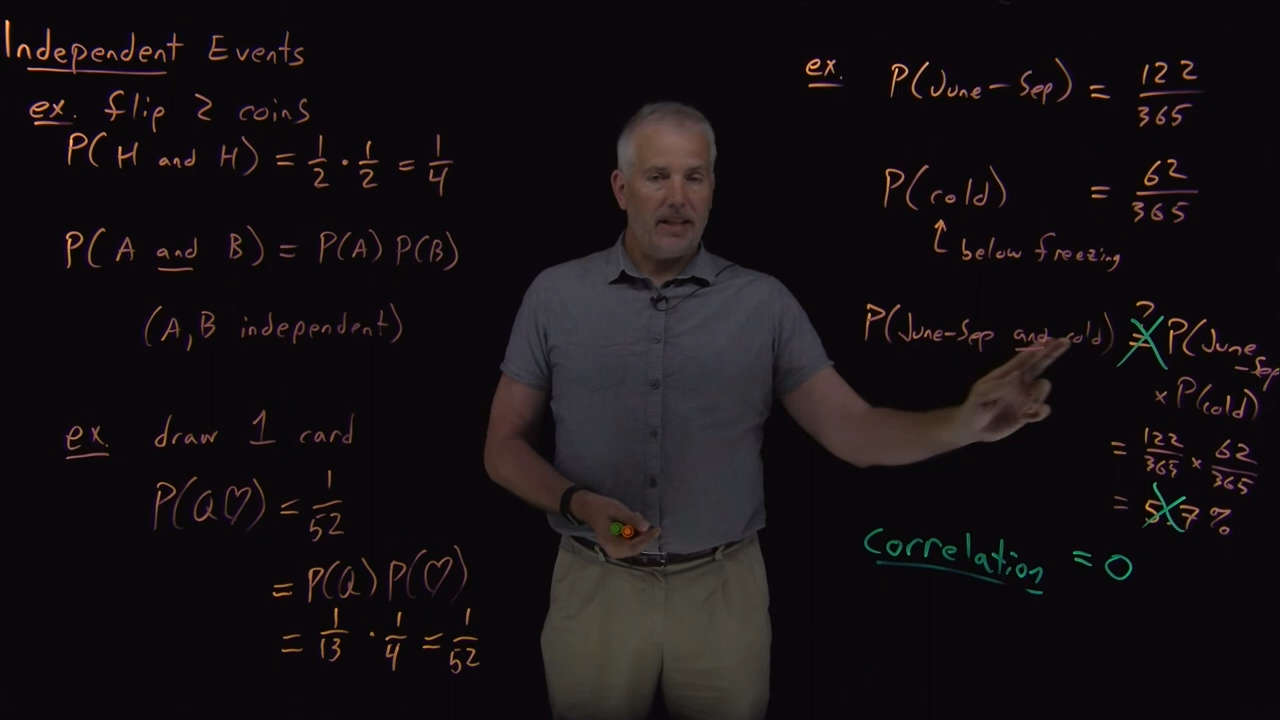 Independent Events
ex. flip 2 coins
P(H and H) = 1/2 · 1/2 = 1/4
P(A and B) = P(A) P(B)
(A, B independent)
ex. draw 1 card
P(Q♡) = 1/52
= P(Q) P(♡)
= 1/13 · 1/4 = 1/52
ex. P(June-Sep) = 122/365
P(cold) = 62/365
↑ below freezing
P(June-Sep and cold) =? P(June-Sep)
× P(cold)
= 122/365 × 62/365
= 5.7%
Correlation = 0